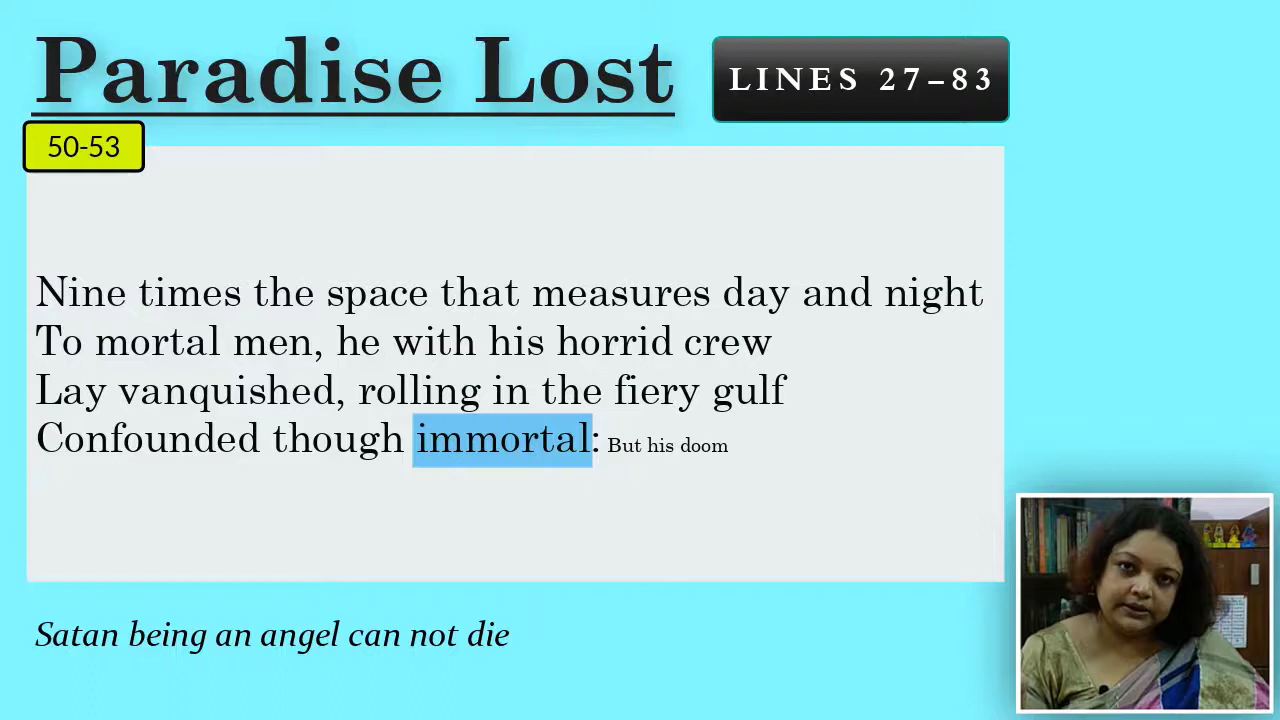 Paradise Lost
LINES 27–83
50-53
Nine times the space that measures day and night
To mortal men, he with his horrid crew
Lay vanquished, rolling in the fiery gulf
Confounded though immortal: But his doom
Satan being an angel can not die